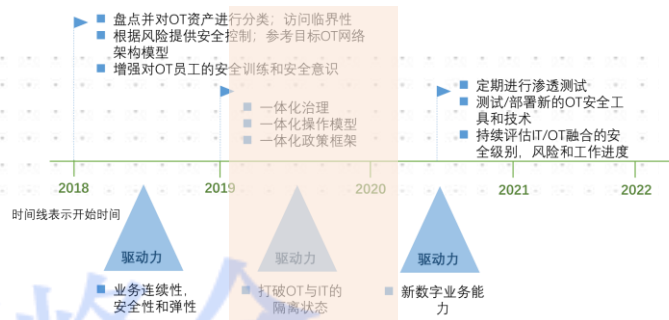 盘点并对OT资产进行分类；访问临界性
根据风险提供安全控制；参考目标OT网络
架构模型
增强对OT员工的安全训练和安全意识
一体化治理
一体化操作模型
一体化政策框架
定期进行渗透测试
测试/部署新的OT安全工
具和技术
持续评估IT/OT融合的安
全级别，风险和工作进度
2018
2019
2020
2021
2022
时间线表示开始时间
驱动力
驱动力
驱动力
业务连续性，
安全性和弹性
打破OT与IT的
隔离状态
新数字业务能
力